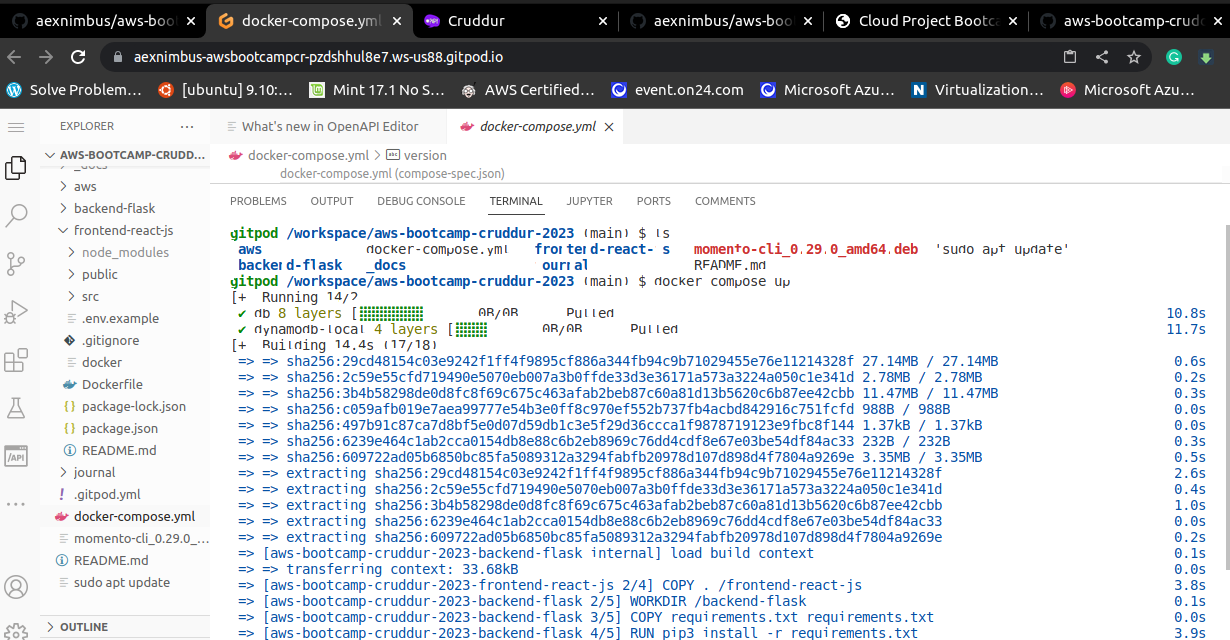 aexnimbus/aws-boo
docker-compose.yml
Cruddur
aexnimbus/aws-boo
Cloud Project Bootca
aws-bootcamp-crudd
aexnimbus-awsbootcampcr-pzdshhul8e7.ws-us88.gitpod.io
Solve Problem...
[ubuntu] 9.10:...
Mint 17.1 No S...
AWS Certified...
event.on24.com
Microsoft Azu...
Virtualization...
Microsoft Azu...
EXPLORER ...
What's new in OpenAPI Editor
docker-compose.yml
AWS-BOOTCAMP-CRUDD...
_docs
aws
backend-flask
frontend-react-js
node_modules
public
src
.env.example
.gitignore
docker
Dockerfile
package-lock.json
package.json
README.md
journal
.gitpod.yml
docker-compose.yml
momento-cli_0.29.0_...
README.md
sudo apt update
OUTLINE
docker-compose.yml > version
docker-compose.yml (compose-spec.json)
PROBLEMS OUTPUT DEBUG CONSOLE TERMINAL JUPYTER PORTS COMMENTS
gitpod /workspace/aws-bootcamp-cruddur-2023 (main) $ ls
aws docker-compose.yml frontend-react-js momento-cli_0.29.0_amd64.deb 'sudo apt update'
backend-flask _docs journal README.md
gitpod /workspace/aws-bootcamp-cruddur-2023 (main) $ docker compose up
[+] Running 14/2
✔ db 8 layers [⣿⣿⣿⣿⣿⣿⣿⣿] 0B/0B Pulled 10.8s
✔ dynamodb-local 4 layers [⣿⣿⣿⣿] 0B/0B Pulled 11.7s
[+] Building 14.4s (17/18)
=> => sha256:29cd48154c03e9242f1ff4f9895cf886a344fb94c9b71029455e76e11214328f 27.14MB / 27.14MB 0.6s
=> => sha256:2c59e55cfd719490e5070eb007a3b0ffde33d3e36171a573a3224a050c1e341d 2.78MB / 2.78MB 0.2s
=> => sha256:3b4b58298de0d8fc8f69c675c463afab2beb87c60a81d13b5620c6b87ee42cbb 11.47MB / 11.47MB 0.3s
=> => sha256:c059afb019e7aea99777e54b3e0ff8c970ef552b737fb4acbd842916c751fcfd 988B / 988B 0.0s
=> => sha256:497b91c87ca7d8bf5e0d07d59db1c3e5f29d36ccca1f9878719123e9fbc8f144 1.37kB / 1.37kB 0.0s
=> => sha256:6239e464c1ab2cca0154db8e88c6b2eb8969c76dd4cdf8e67e03be54df84ac33 232B / 232B 0.3s
=> => sha256:609722ad05b6850bc85fa5089312a3294fabfb20978d107d898d4f7804a9269e 3.35MB / 3.35MB 0.5s
=> => extracting sha256:29cd48154c03e9242f1ff4f9895cf886a344fb94c9b71029455e76e11214328f 2.6s
=> => extracting sha256:2c59e55cfd719490e5070eb007a3b0ffde33d3e36171a573a3224a050c1e341d 0.4s
=> => extracting sha256:3b4b58298de0d8fc8f69c675c463afab2beb87c60a81d13b5620c6b87ee42cbb 1.0s
=> => extracting sha256:6239e464c1ab2cca0154db8e88c6b2eb8969c76dd4cdf8e67e03be54df84ac33 0.0s
=> => extracting sha256:609722ad05b6850bc85fa5089312a3294fabfb20978d107d898d4f7804a9269e 0.2s
=> [aws-bootcamp-cruddur-2023-backend-flask internal] load build context 0.1s
=> => transferring context: 33.68kB 0.0s
=> [aws-bootcamp-cruddur-2023-frontend-react-js 2/4] COPY . /frontend-react-js 3.8s
=> [aws-bootcamp-cruddur-2023-backend-flask 2/5] WORKDIR /backend-flask 0.1s
=> [aws-bootcamp-cruddur-2023-backend-flask 3/5] COPY requirements.txt requirements.txt 0.0s
=> [aws-bootcamp-cruddur-2023-backend-flask 4/5] RUN pip3 install -r requirements.txt 3.9s